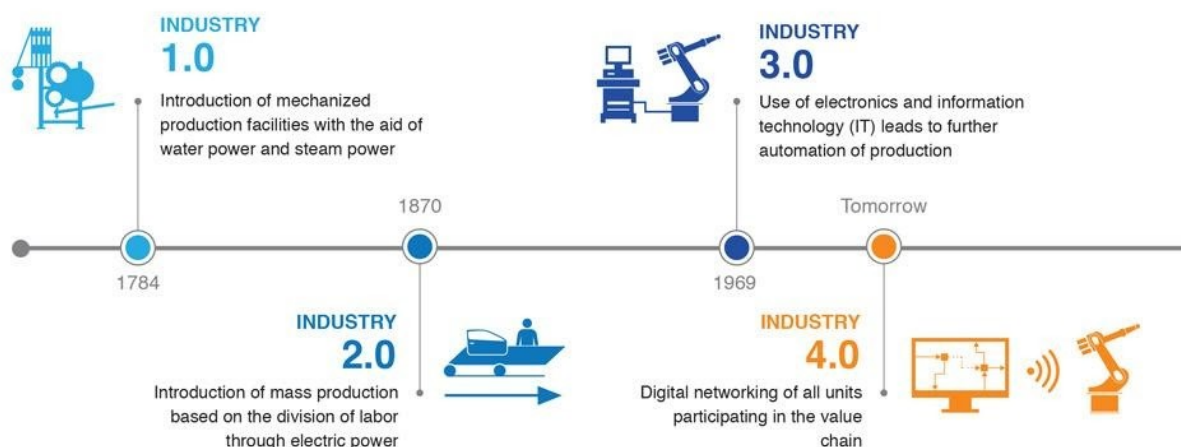 INDUSTRY
1.0
Introduction of mechanized
production facilities with the aid of
water power and steam power
1784
1870
INDUSTRY
2.0
Introduction of mass production
based on the division of labor
through electric power
INDUSTRY
3.0
Use of electronics and information
technology (IT) leads to further
automation of production
1969
Tomorrow
INDUSTRY
4.0
Digital networking of all units
participating in the value
chain